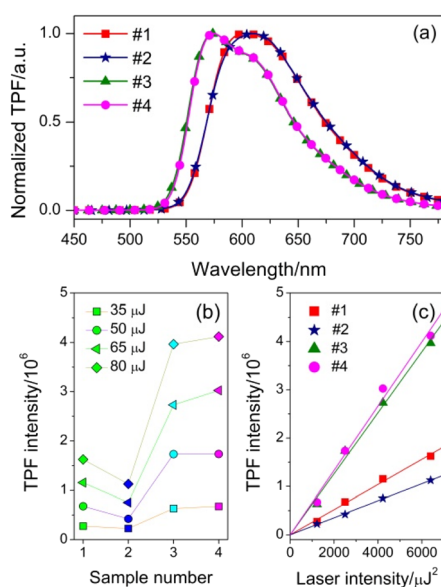 (a)
#1
#2
#3
#4
Normalized TPF/a.u.
1.0
0.5
0.0
450 500 550 600 650 700 750
Wavelength/nm
(b)
35 μJ
50 μJ
65 μJ
80 μJ
TPF intensity/10⁶
5
4
3
2
1
0
1 2 3 4
Sample number
(c)
#1
#2
#3
#4
TPF intensity/10⁶
5
4
3
2
1
0
0 2000 4000 6000
Laser intensity/μJ²